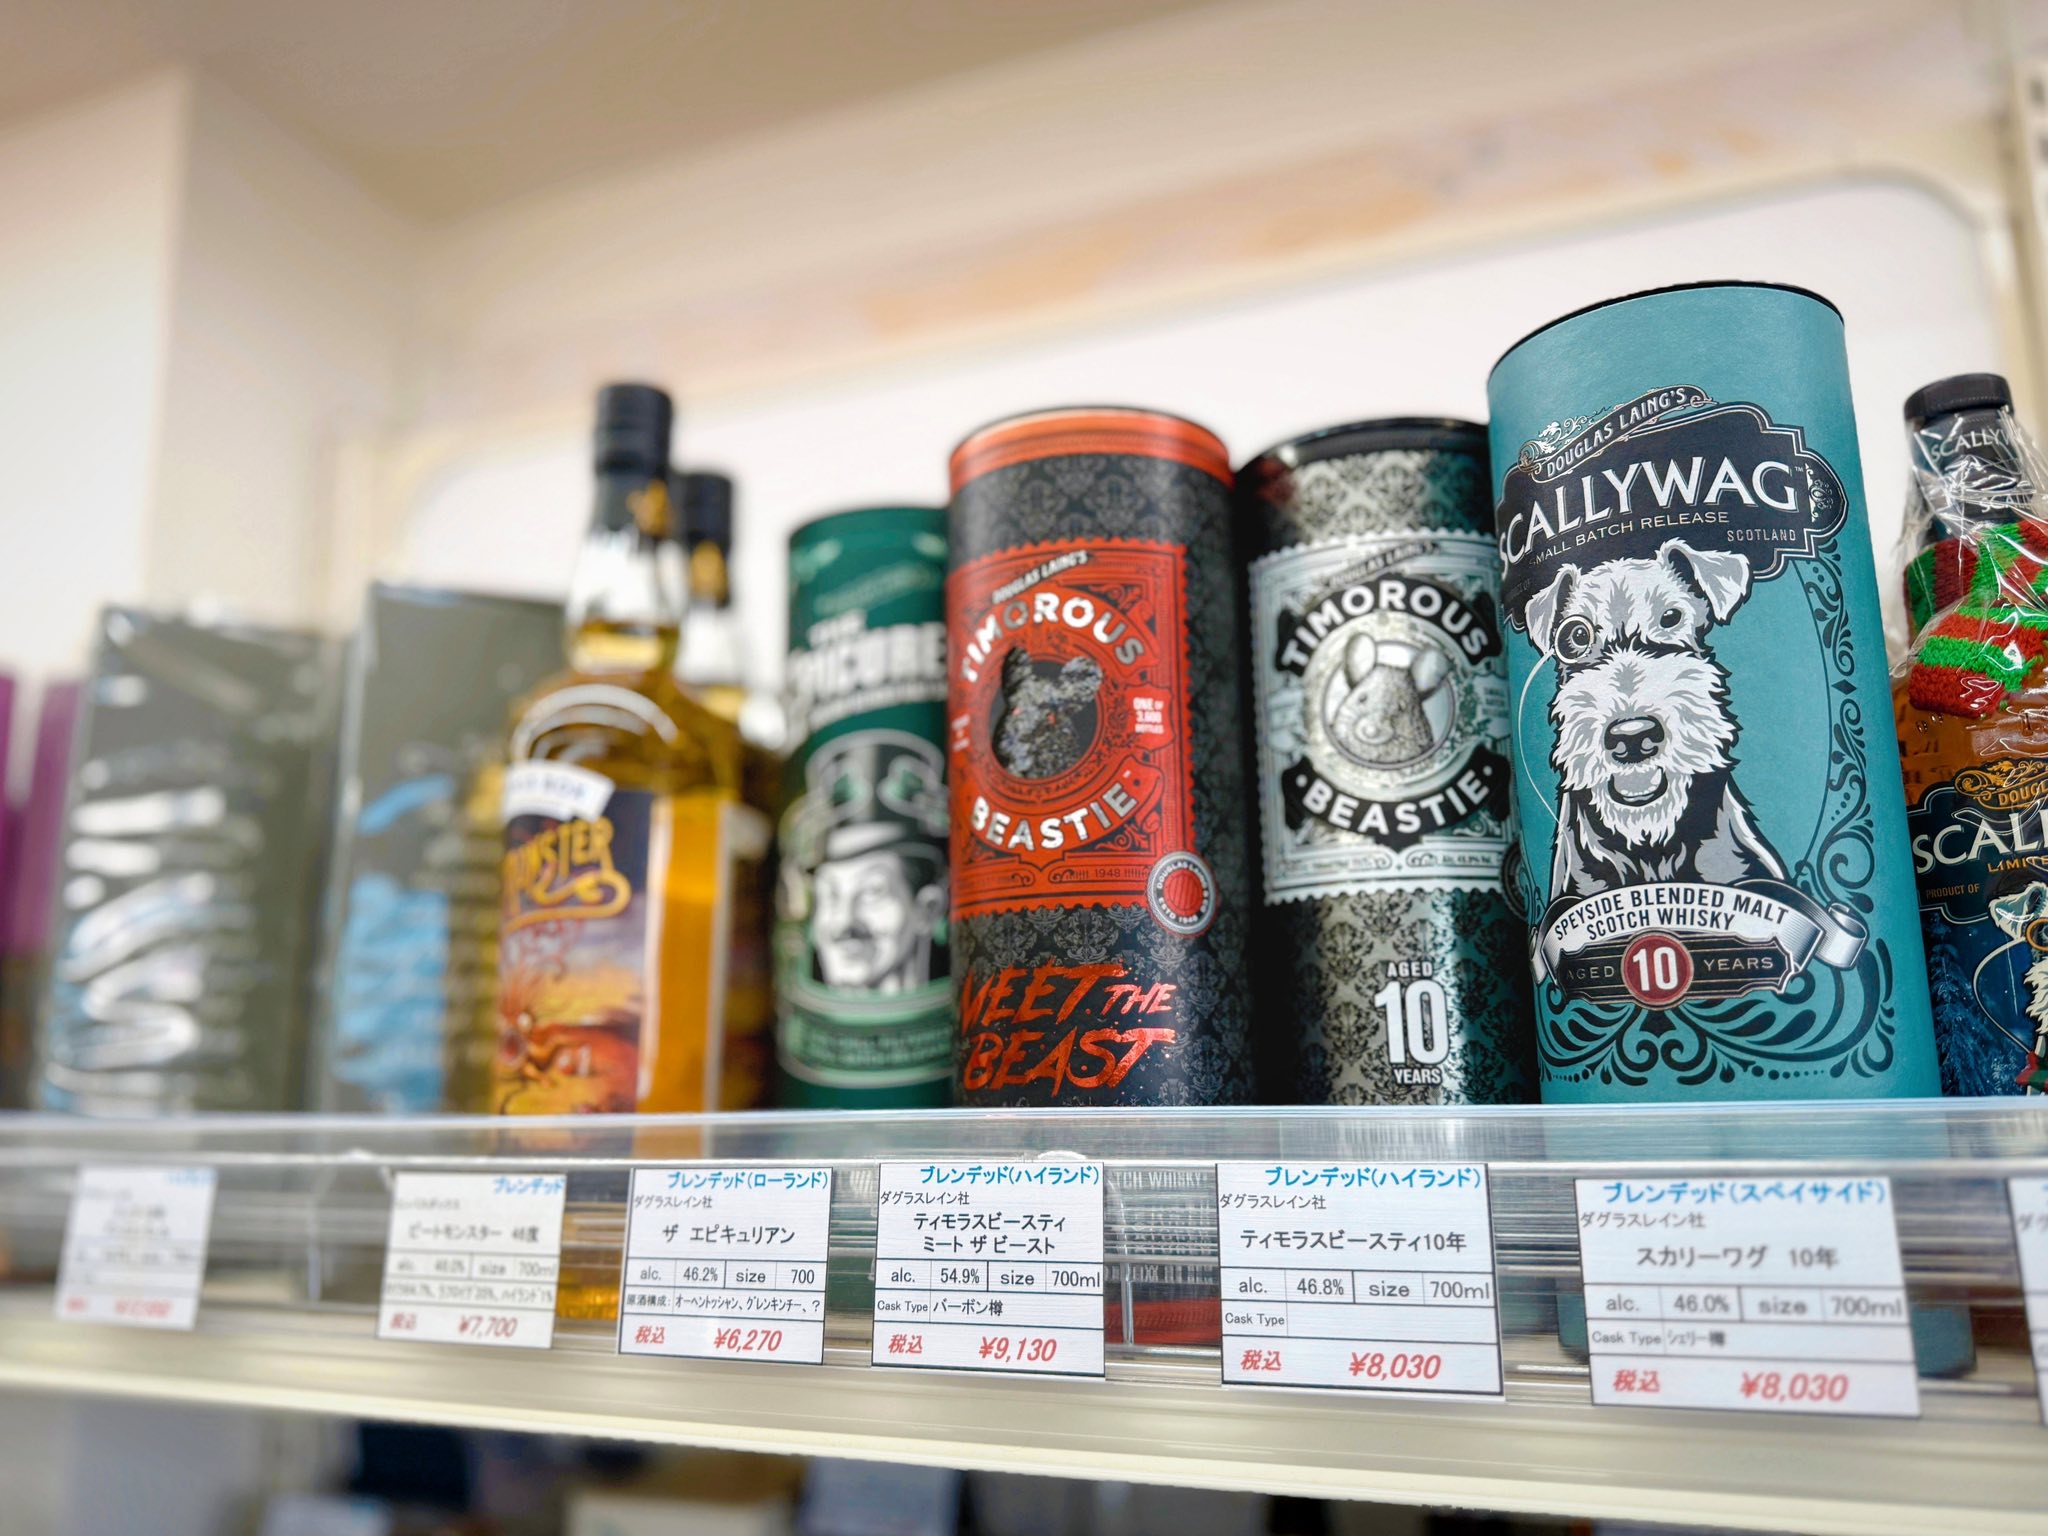 MONSTER
THE
EPICUREAN
DOUGLAS LAING'S
TIMOROUS
ONE OF
3,600
BOTTLES
BEASTIE
1948
MEET THE
BEAST
DOUGLAS LAING'S
TIMOROUS
BEASTIE
AGED
10
YEARS
DOUGLAS LAING'S
SCALLYWAG™
SMALL BATCH RELEASE
SCOTLAND
SPEYSIDE BLENDED MALT
SCOTCH WHISKY
AGED 10 YEARS
PRODUCT OF
ブレンデッド
ピートモンスター 46度
alc. size 700ml
税込 ¥7,700
ブレンデッド(ローランド)
ダグラスレイン社
ザ エピキュリアン
alc. 46.2% size 700
原酒構成: オーヘントッシャン、グレンキンチー、?
税込 ¥6,270
ブレンデッド(ハイランド)
ダグラスレイン社
ティモラスビースティ
ミート ザ ビースト
alc. 54.9% size 700ml
Cask Type バーボン樽
税込 ¥9,130
ブレンデッド(ハイランド)
ダグラスレイン社
ティモラスビースティ10年
alc. 46.8% size 700ml
Cask Type
税込 ¥8,030
ブレンデッド(スペイサイド)
ダグラスレイン社
スカリーワグ 10年
alc. 46.0% size 700ml
Cask Type シェリー樽
税込 ¥8,030